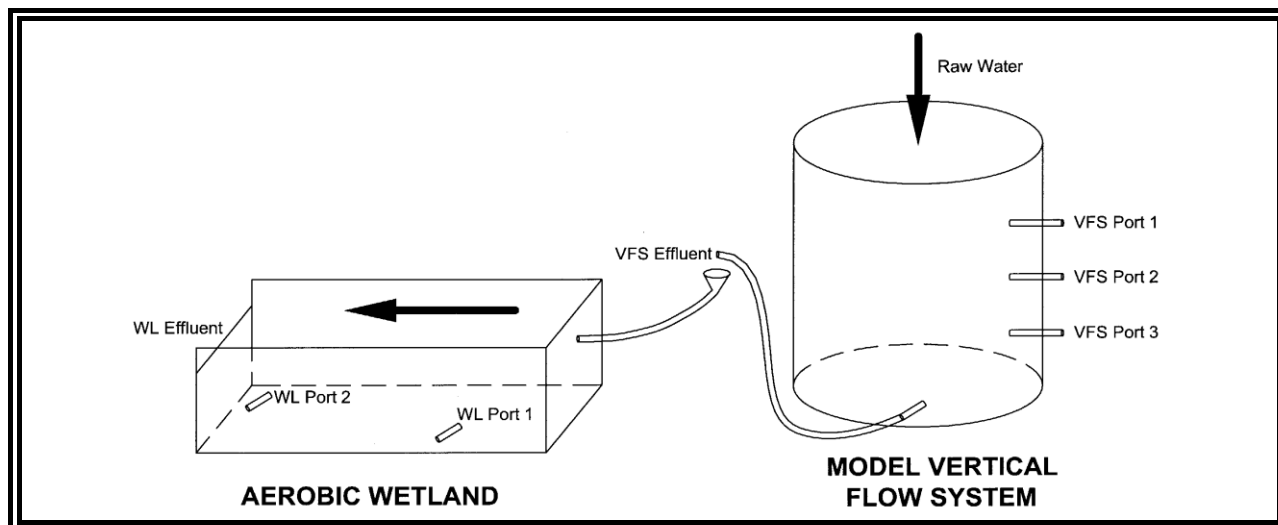 Raw Water
VFS Port 1
VFS Effluent
VFS Port 2
WL Effluent
VFS Port 3
WL Port 2
WL Port 1
MODEL VERTICAL
FLOW SYSTEM
AEROBIC WETLAND